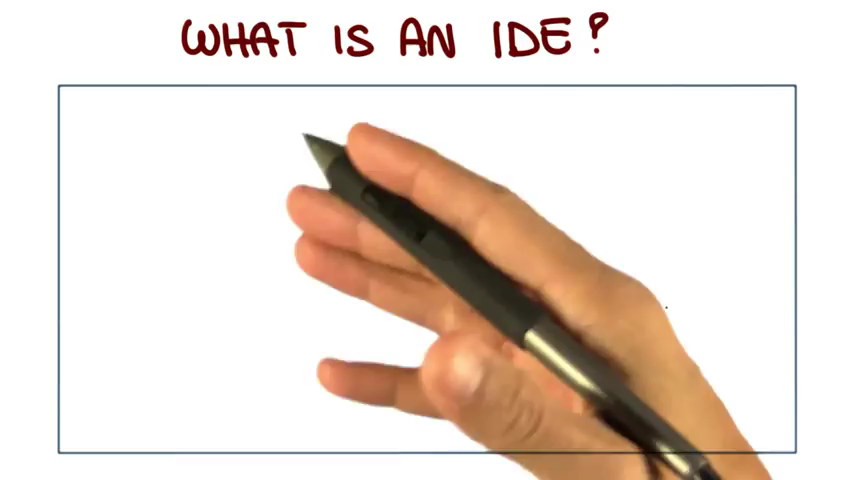 WHAT IS AN IDE?